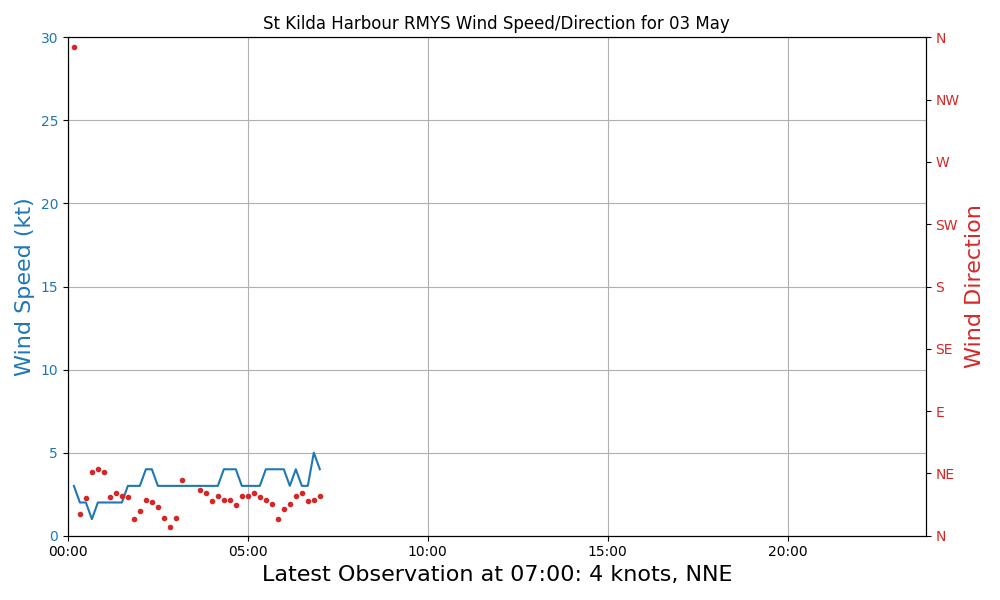 St Kilda Harbour RMYS Wind Speed/Direction for 03 May
30
25
20
15
10
5
0
Wind Speed (kt)
N
NW
W
SW
S
SE
E
NE
N
Wind Direction
00:00 05:00 10:00 15:00 20:00
Latest Observation at 07:00: 4 knots, NNE